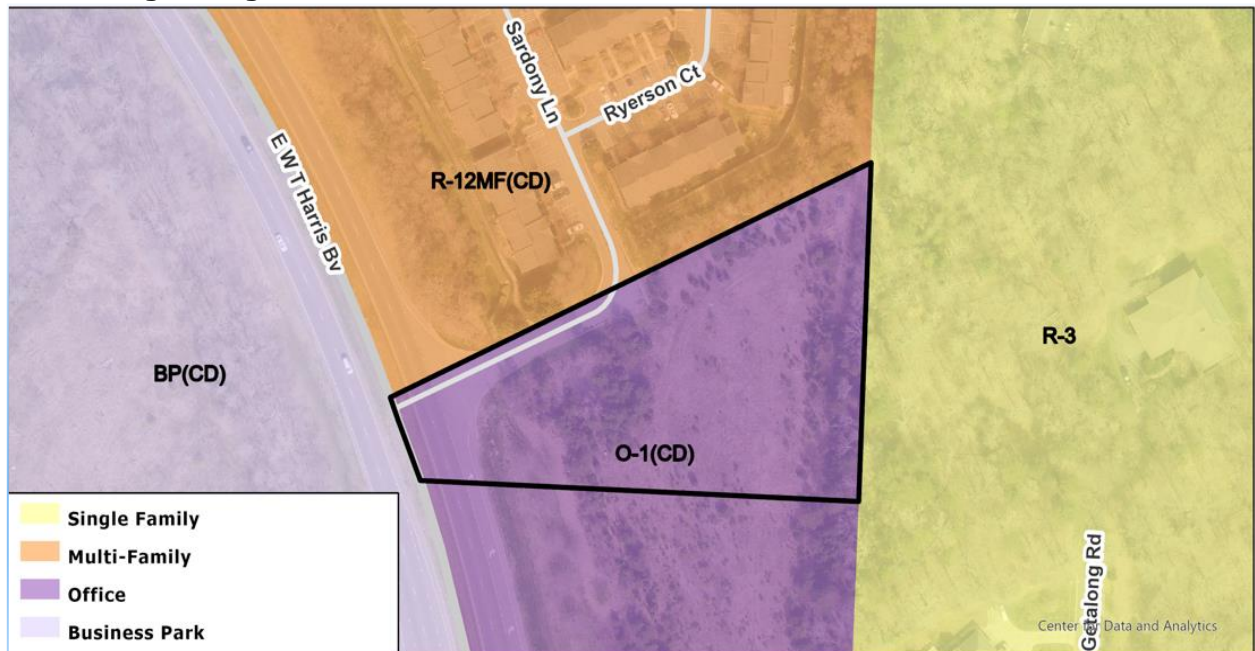 Sardony Ln
Ryerson Ct
E W T Harris Bv
R-12MF(CD)
R-3
BP(CD)
O-1(CD)
Single Family
Multi-Family
Office
Business Park
Getalong Rd
Center for Data and Analytics